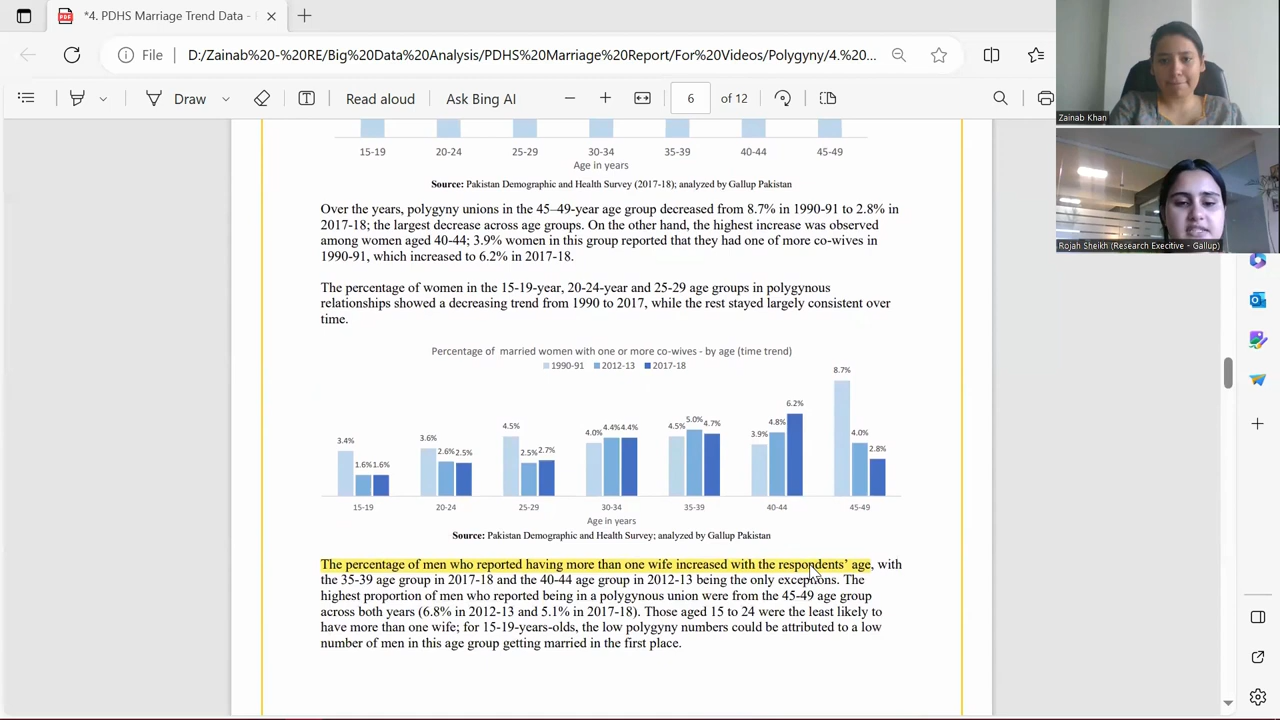 *4. PDHS Marriage Trend Data -
File
D:/Zainab%20-%20RE/Big%20Data%20Analysis/PDHS%20Marriage%20Report/For%20Videos/Polygyny/4.%20...
Draw
Read aloud
Ask Bing AI
6
of 12
Zainab Khan
Rojah Sheikh (Research Execitive - Gallup)
15-19 20-24 25-29 30-34 35-39 40-44 45-49
Age in years
Source: Pakistan Demographic and Health Survey (2017-18); analyzed by Gallup Pakistan
Over the years, polygyny unions in the 45–49-year age group decreased from 8.7% in 1990-91 to 2.8% in
2017-18; the largest decrease across age groups. On the other hand, the highest increase was observed
among women aged 40-44; 3.9% women in this group reported that they had one of more co-wives in
1990-91, which increased to 6.2% in 2017-18.
The percentage of women in the 15-19-year, 20-24-year and 25-29 age groups in polygynous
relationships showed a decreasing trend from 1990 to 2017, while the rest stayed largely consistent over
time.
Percentage of married women with one or more co-wives - by age (time trend)
1990-91 2012-13 2017-18
3.4% 1.6% 1.6%
3.6% 2.6% 2.5%
4.5% 2.5% 2.7%
4.0% 4.4% 4.4%
4.5% 5.0% 4.7%
3.9% 4.8% 6.2%
8.7% 4.0% 2.8%
15-19 20-24 25-29 30-34 35-39 40-44 45-49
Age in years
Source: Pakistan Demographic and Health Survey; analyzed by Gallup Pakistan
The percentage of men who reported having more than one wife increased with the respondents' age, with
the 35-39 age group in 2017-18 and the 40-44 age group in 2012-13 being the only exceptions. The
highest proportion of men who reported being in a polygynous union were from the 45-49 age group
across both years (6.8% in 2012-13 and 5.1% in 2017-18). Those aged 15 to 24 were the least likely to
have more than one wife; for 15-19-years-olds, the low polygyny numbers could be attributed to a low
number of men in this age group getting married in the first place.